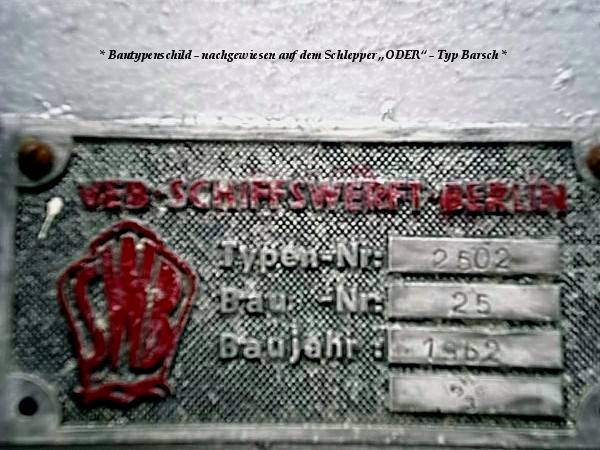 * Bautypenschild – nachgewiesen auf dem Schlepper „ODER“ – Typ Barsch *
VEB·SCHIFFSWERFT·BERLIN
SWB
Typen-Nr: 2502
Bau -Nr: 25
Baujahr : 1962